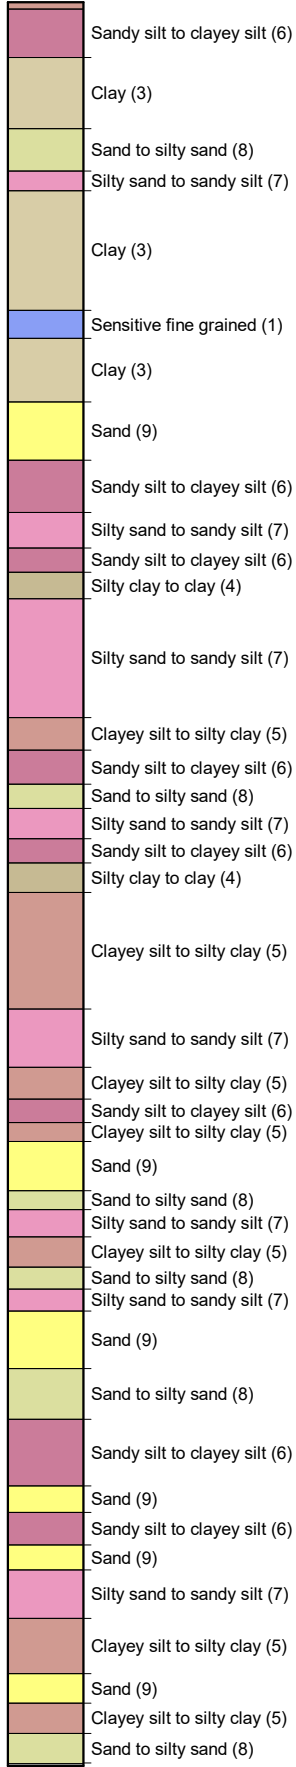 Sandy silt to clayey silt (6)
Clay (3)
Sand to silty sand (8)
Silty sand to sandy silt (7)
Clay (3)
Sensitive fine grained (1)
Clay (3)
Sand (9)
Sandy silt to clayey silt (6)
Silty sand to sandy silt (7)
Sandy silt to clayey silt (6)
Silty clay to clay (4)
Silty sand to sandy silt (7)
Clayey silt to silty clay (5)
Sandy silt to clayey silt (6)
Sand to silty sand (8)
Silty sand to sandy silt (7)
Sandy silt to clayey silt (6)
Silty clay to clay (4)
Clayey silt to silty clay (5)
Silty sand to sandy silt (7)
Clayey silt to silty clay (5)
Sandy silt to clayey silt (6)
Clayey silt to silty clay (5)
Sand (9)
Sand to silty sand (8)
Silty sand to sandy silt (7)
Clayey silt to silty clay (5)
Sand to silty sand (8)
Silty sand to sandy silt (7)
Sand (9)
Sand to silty sand (8)
Sandy silt to clayey silt (6)
Sand (9)
Sandy silt to clayey silt (6)
Sand (9)
Silty sand to sandy silt (7)
Clayey silt to silty clay (5)
Sand (9)
Clayey silt to silty clay (5)
Sand to silty sand (8)